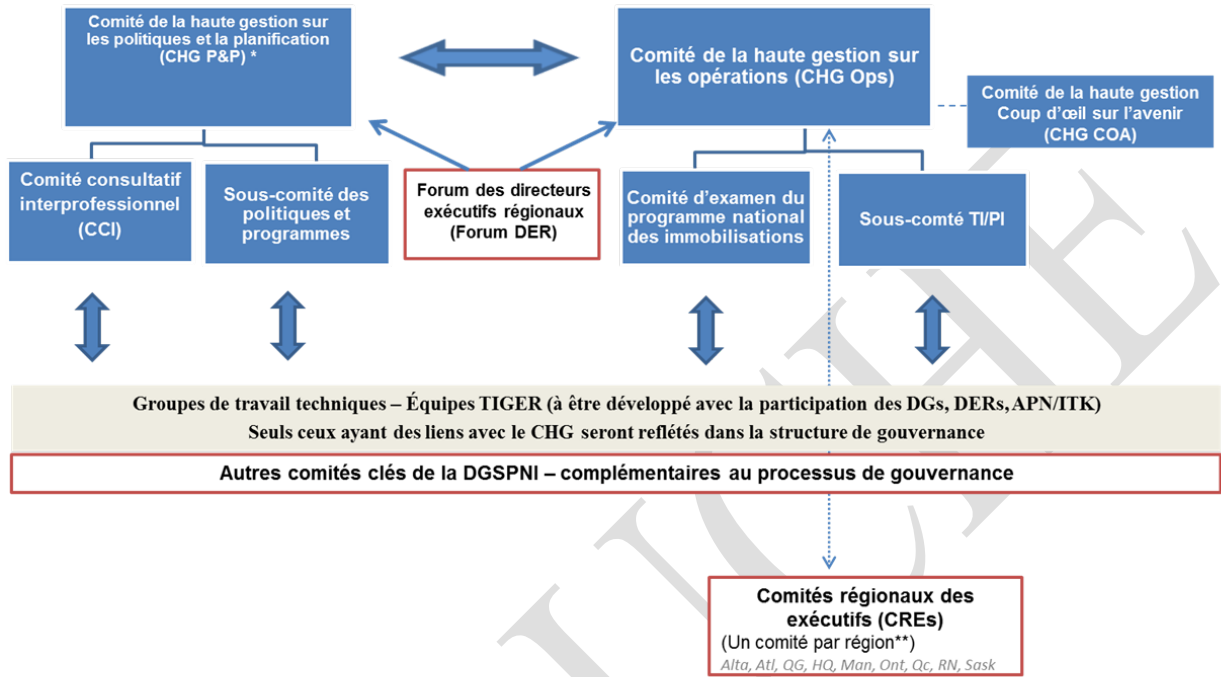 Comité de la haute gestion sur
les politiques et la planification
(CHG P&P) *
Comité de la haute gestion sur
les opérations (CHG Ops)
Comité de la haute gestion
Coup d'œil sur l'avenir
(CHG COA)
Comité consultatif
interprofessionnel
(CCI)
Sous-comité des
politiques et
programmes
Forum des directeurs
exécutifs régionaux
(Forum DER)
Comité d'examen du
programme national
des immobilisations
Sous-comté TI/PI
Groupes de travail techniques – Équipes TIGER (à être développé avec la participation des DGs, DERs, APN/ITK)
Seuls ceux ayant des liens avec le CHG seront reflétés dans la structure de gouvernance
Autres comités clés de la DGSPNI – complémentaires au processus de gouvernance
Comités régionaux des
exécutifs (CREs)
(Un comité par région**)
Alta, Atl, QG, HQ, Man, Ont, Qc, RN, Sask